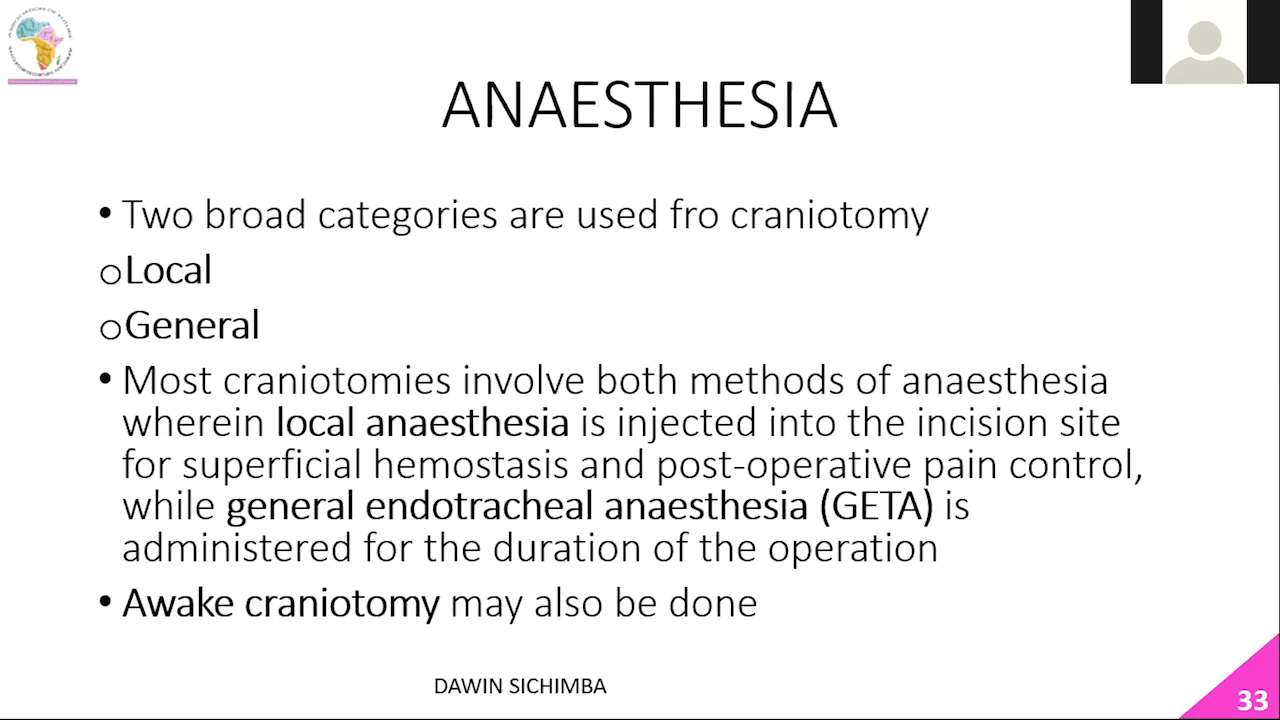 ANAESTHESIA
• Two broad categories are used fro craniotomy
oLocal
oGeneral
• Most craniotomies involve both methods of anaesthesia
wherein local anaesthesia is injected into the incision site
for superficial hemostasis and post-operative pain control,
while general endotracheal anaesthesia (GETA) is
administered for the duration of the operation
• Awake craniotomy may also be done
DAWIN SICHIMBA
33